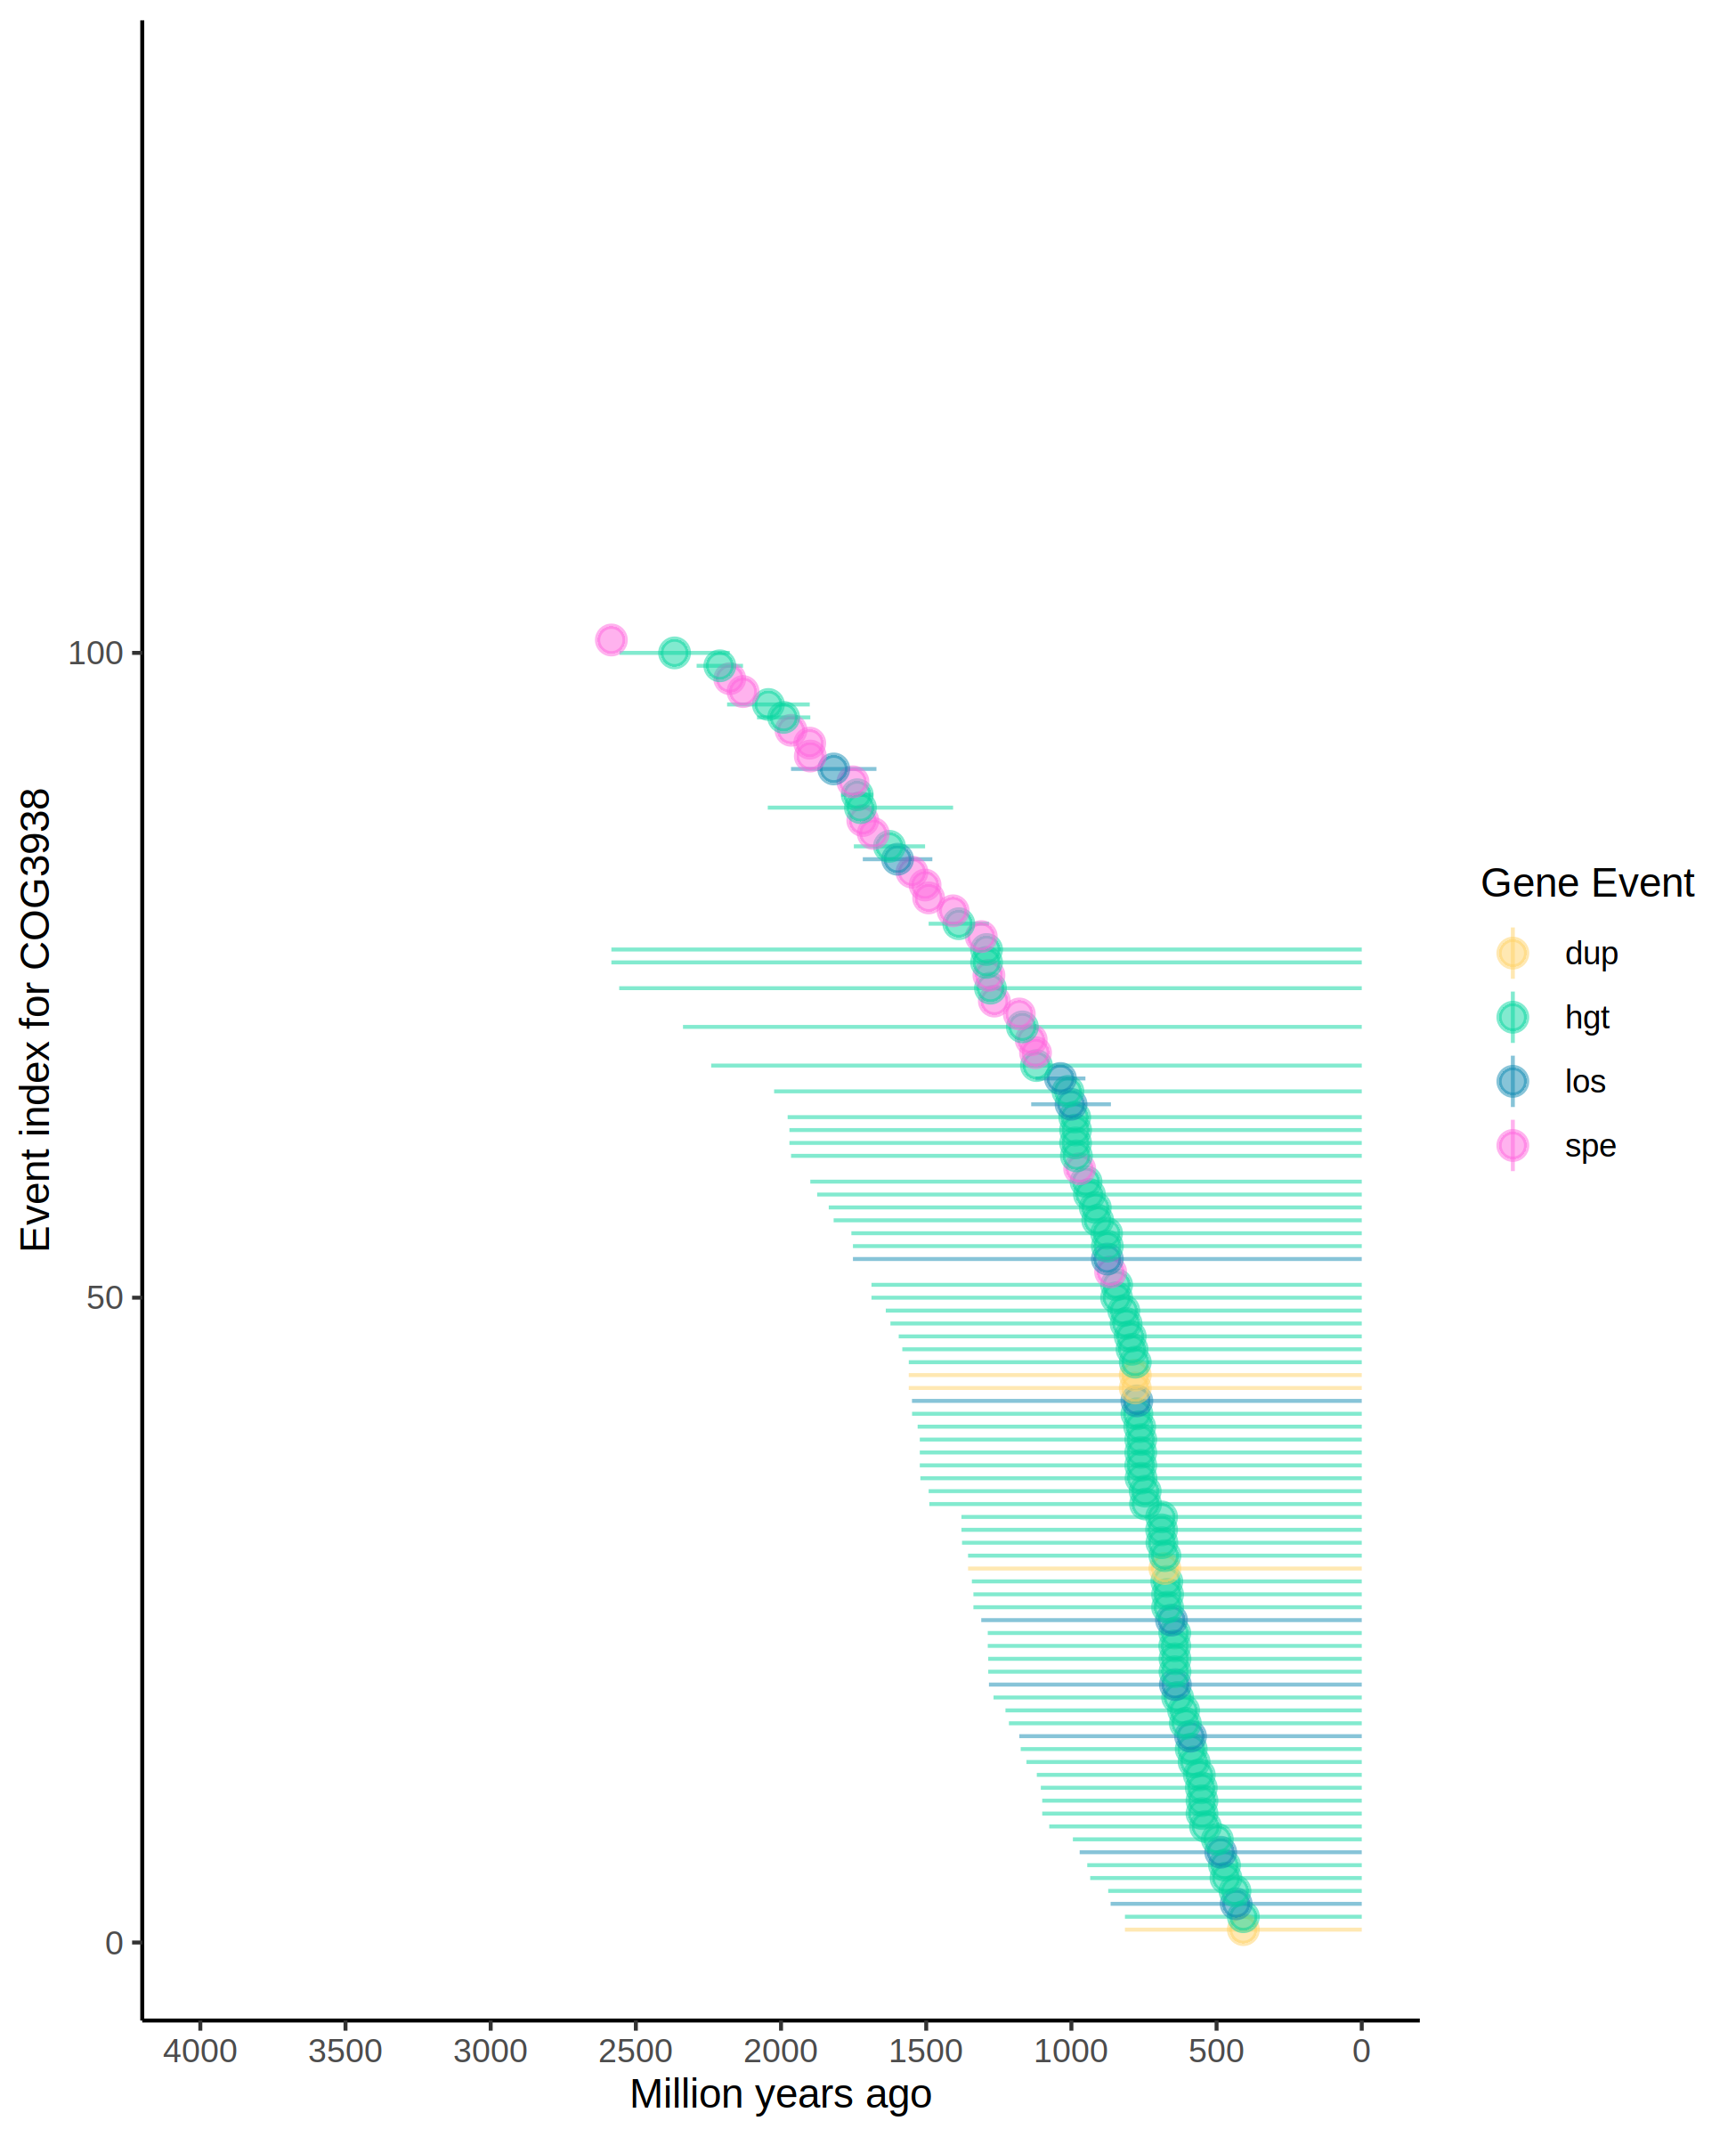 Event index for COG3938
100
50
0
4000 3500 3000 2500 2000 1500 1000 500 0
Million years ago
Gene Event
dup
hgt
los
spe